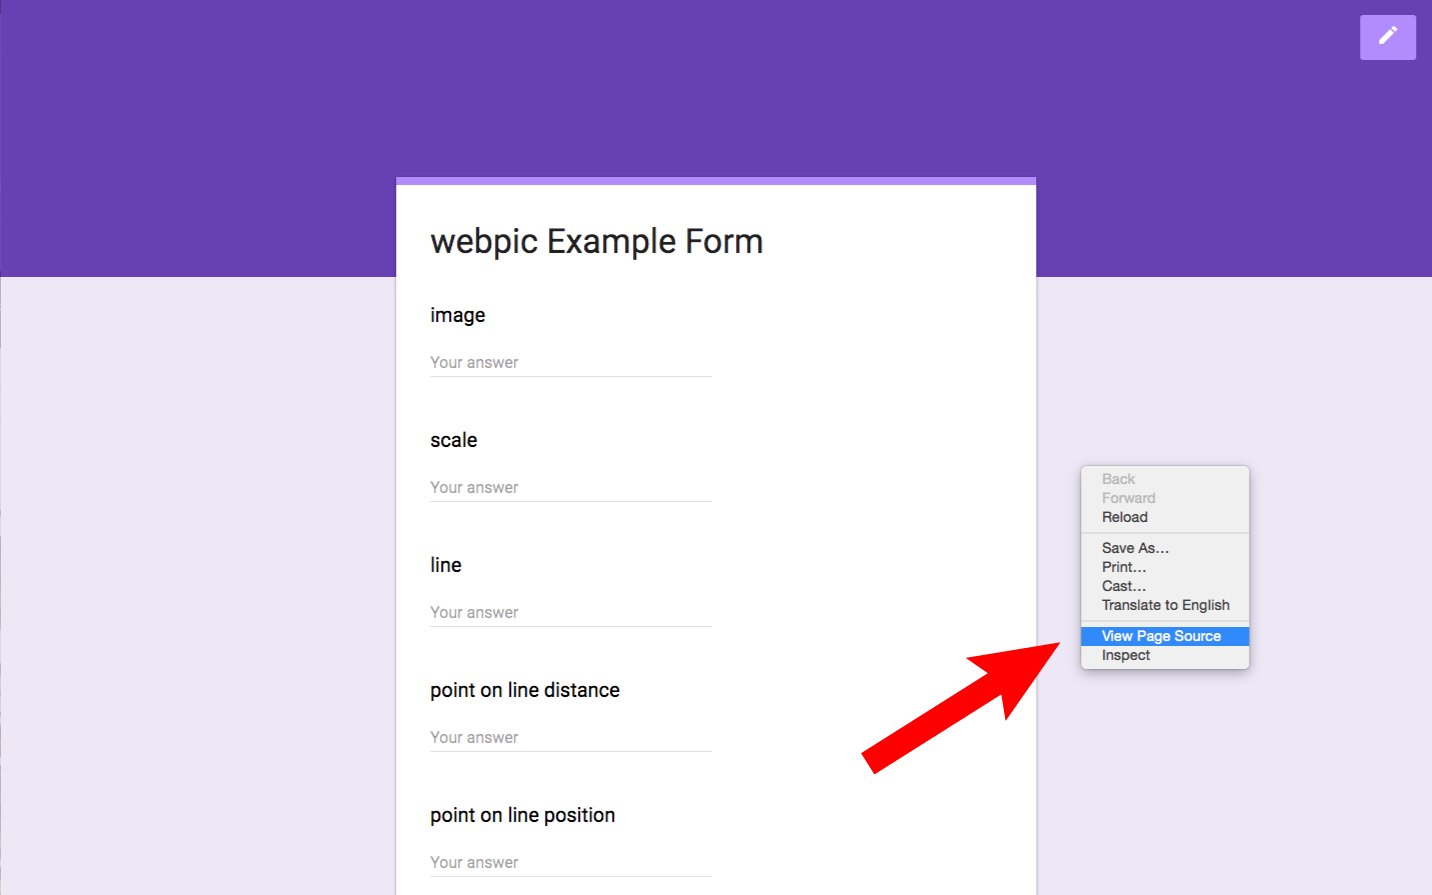 webpic Example Form
image
Your answer
scale
Your answer
line
Your answer
point on line distance
Your answer
point on line position
Your answer
Back
Forward
Reload
Save As...
Print...
Cast...
Translate to English
View Page Source
Inspect